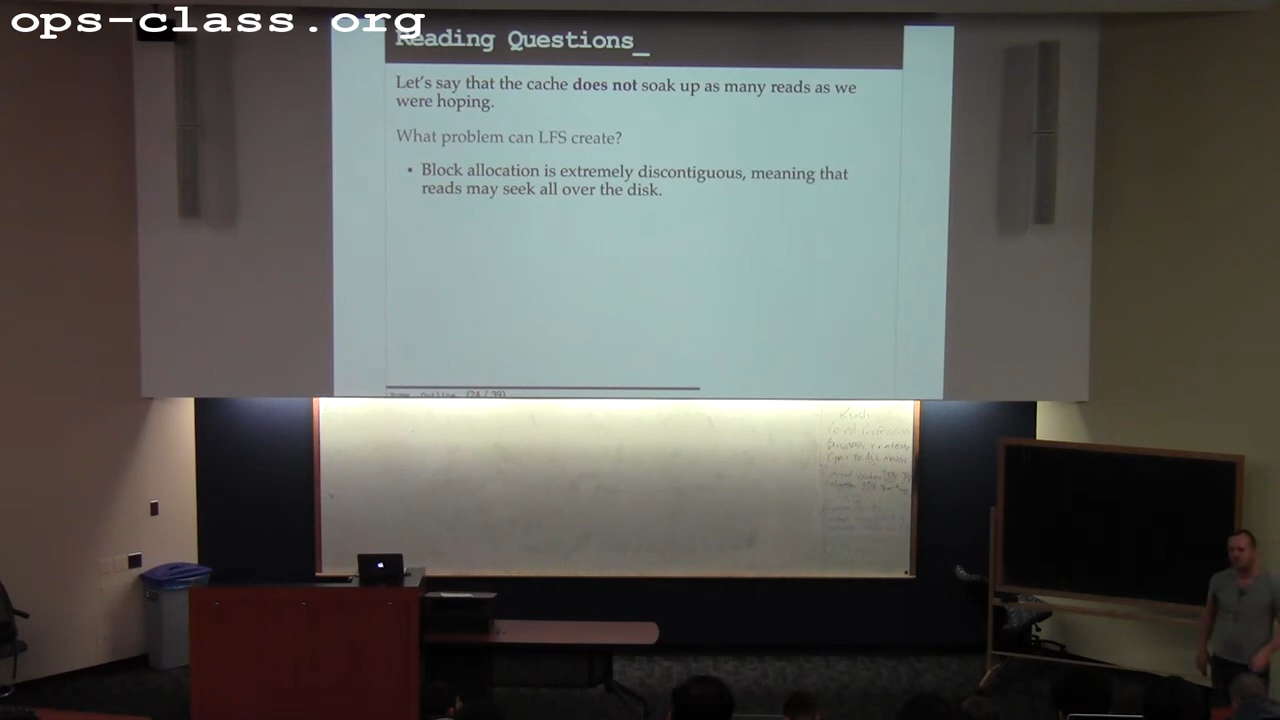 ops-class.org
Reading Questions_
Let's say that the cache does not soak up as many reads as we
were hoping.
What problem can LFS create?
• Block allocation is extremely discontiguous, meaning that
reads may seek all over the disk.
(24 / 39)